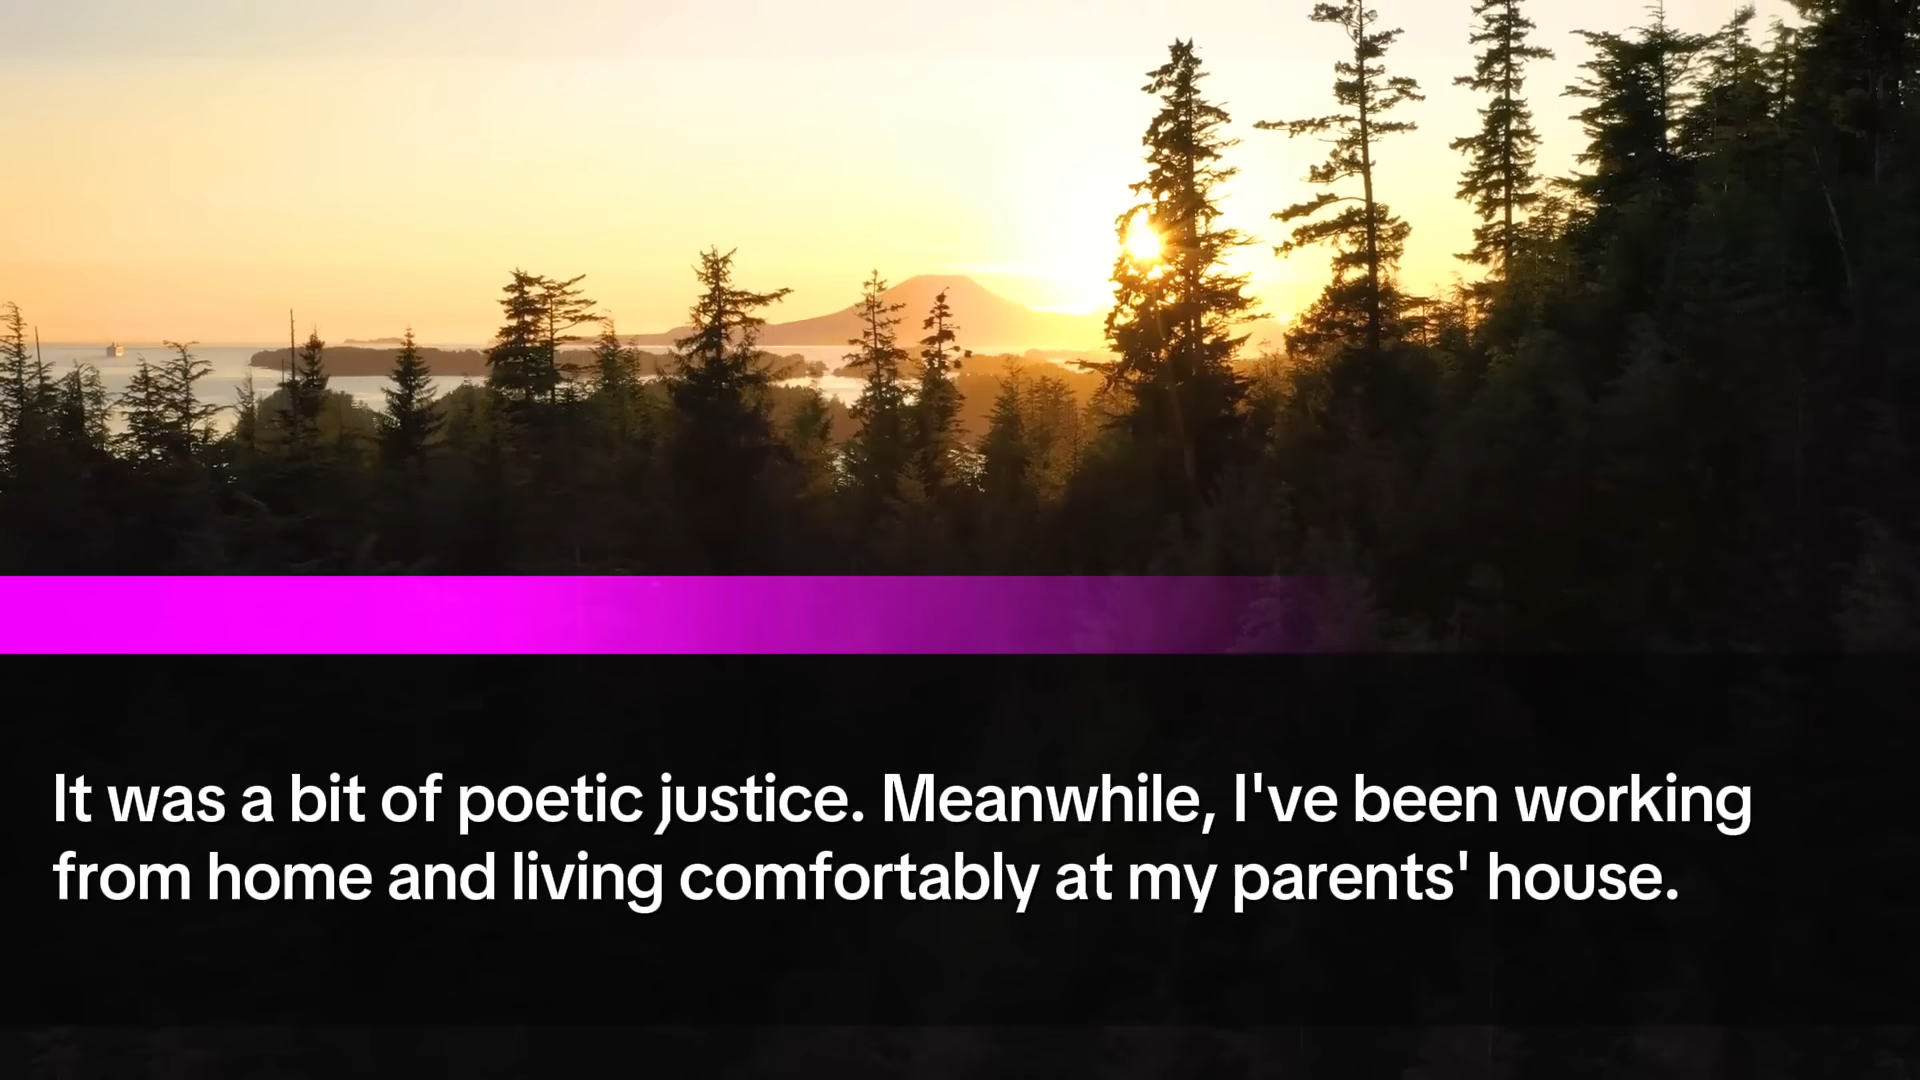 It was a bit of poetic justice. Meanwhile, I've been working
from home and living comfortably at my parents' house.